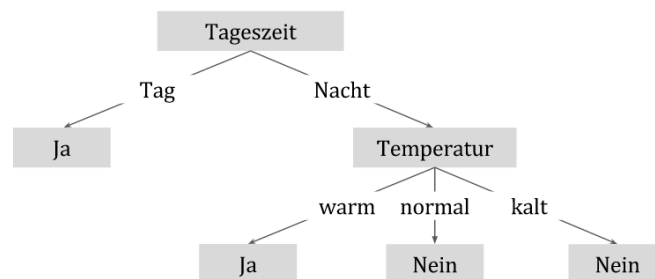 Tageszeit
Tag Nacht
Ja Temperatur
warm normal kalt
Ja Nein Nein